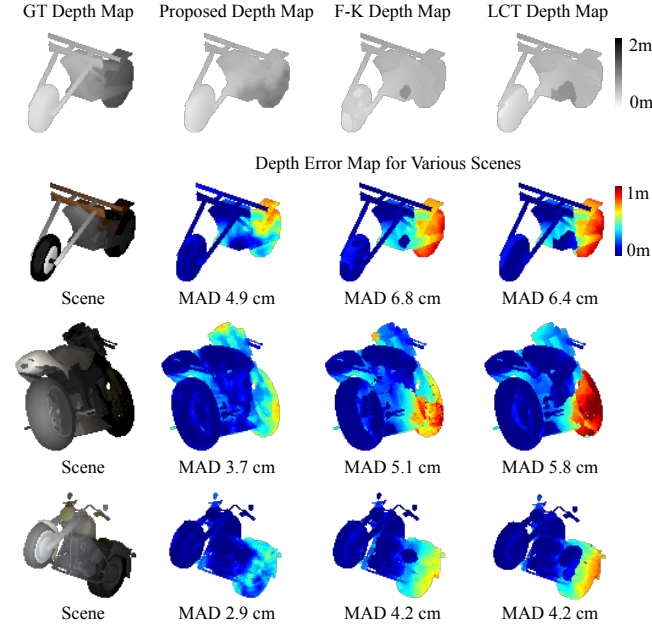 GT Depth Map Proposed Depth Map F-K Depth Map LCT Depth Map
2m
0m
Depth Error Map for Various Scenes
1m
0m
Scene MAD 4.9 cm MAD 6.8 cm MAD 6.4 cm
Scene MAD 3.7 cm MAD 5.1 cm MAD 5.8 cm
Scene MAD 2.9 cm MAD 4.2 cm MAD 4.2 cm